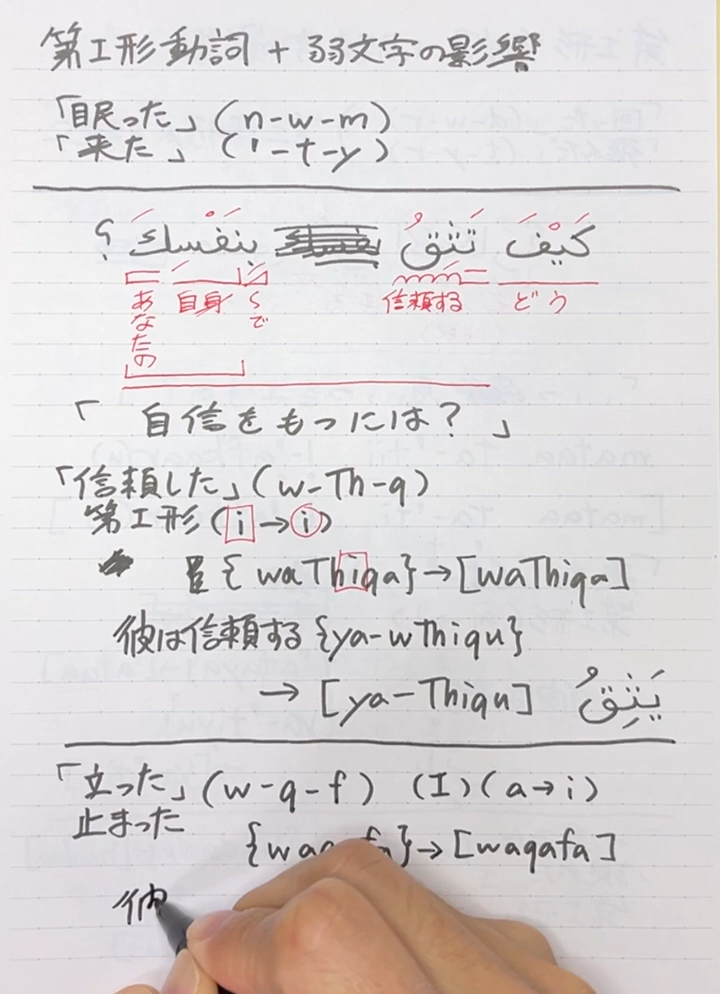 第I形動詞 + 弱文字の影響
「眠った」(n-w-m)
「来た」('-t-y)
كَيْفَ تَثِقُ بِنَفْسِكَ؟
あなたの 自身 〜で 信頼する どう
「自信をもつには?」
「信頼した」(w-Th-q)
第I形(i→i)
{waThiqa}→[waThiqa]
彼は信頼する{ya-wThiqu}
→ [ya-Thiqu] يَثِقُ
「立った」(w-q-f) (I)(a→i)
止まった
→[waqafa]
彼